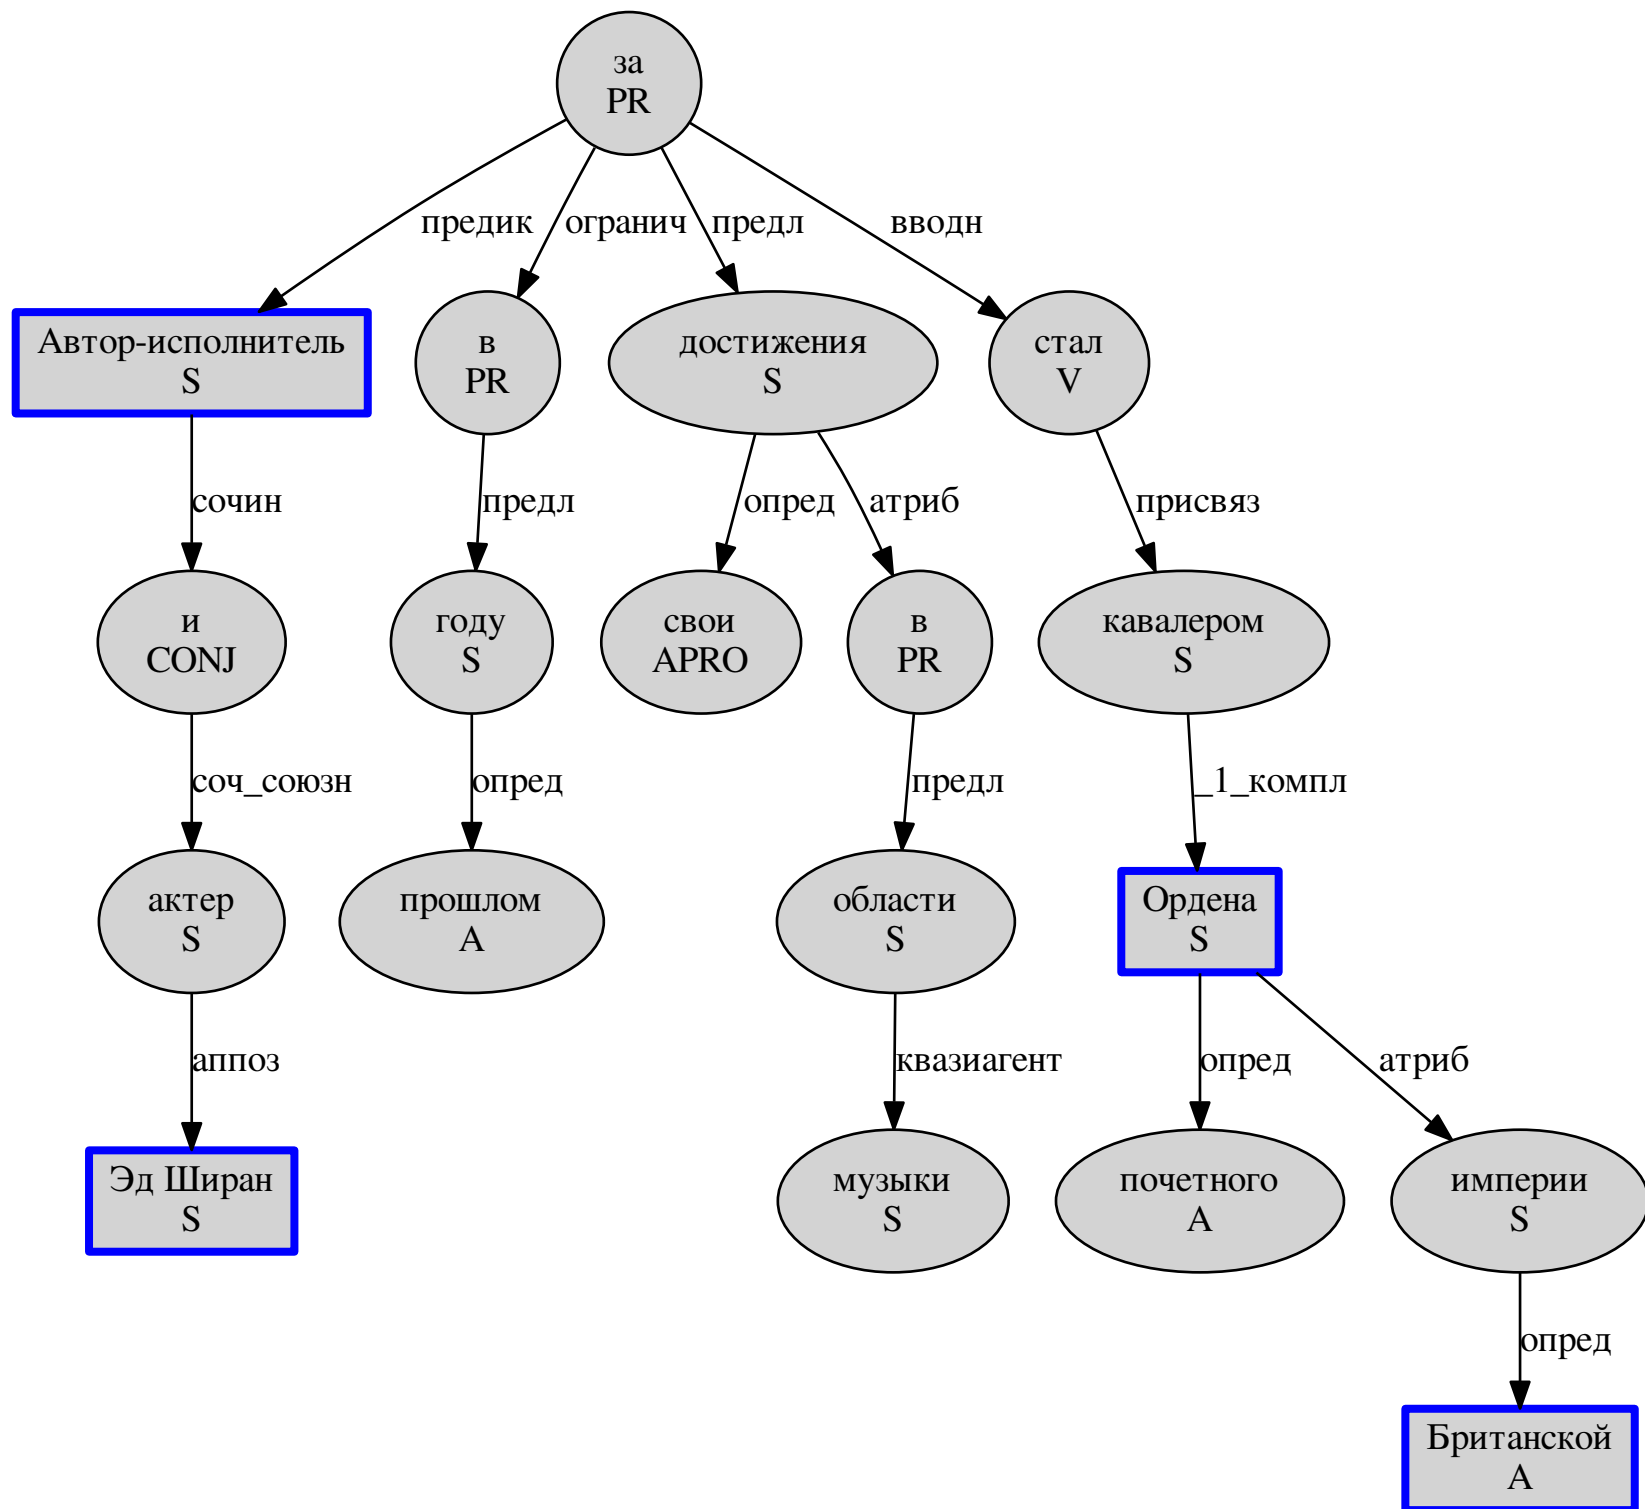 за
PR
предик
огранич
предл
вводн
Автор-исполнитель
S
в
PR
достижения
S
стал
V
сочин
предл
опред
атриб
присвяз
и
CONJ
году
S
свои
APRO
в
PR
кавалером
S
соч_союзн
опред
предл
_1_компл
актер
S
прошлом
A
области
S
Ордена
S
аппоз
квазиагент
опред
атриб
Эд Ширан
S
музыки
S
почетного
A
империи
S
опред
Британской
A